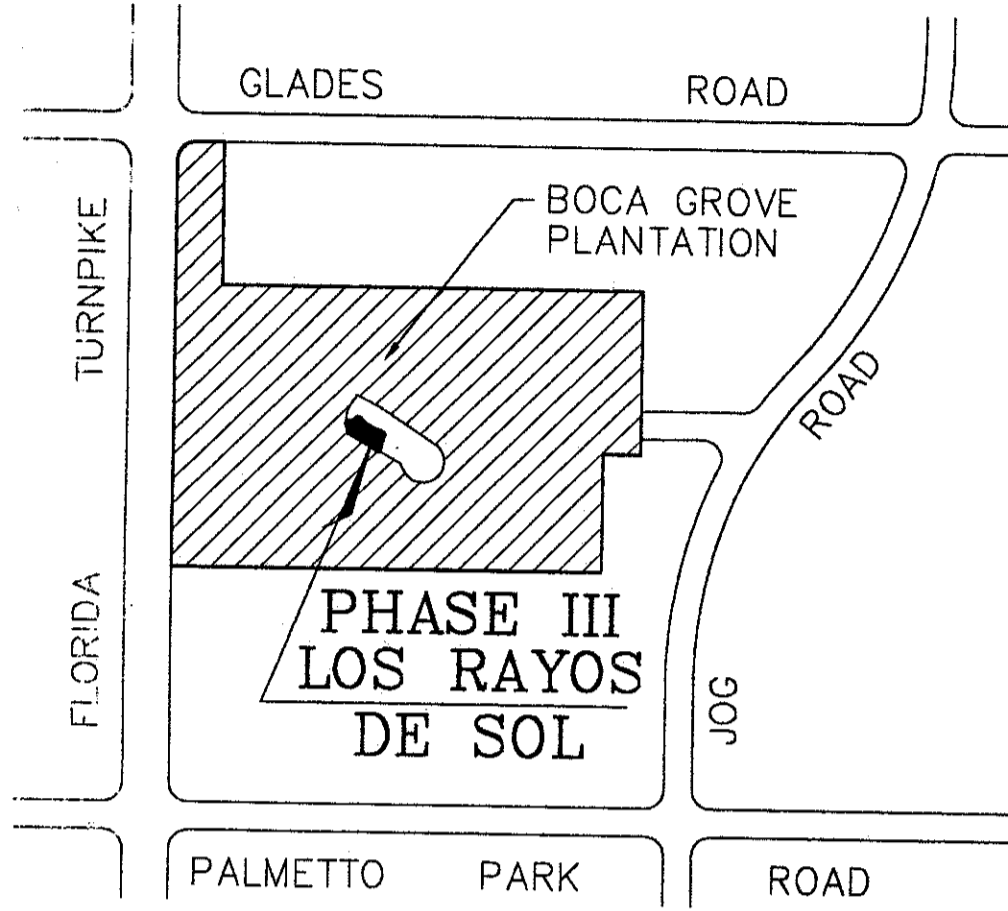 GLADES ROAD
BOCA GROVE
PLANTATION
FLORIDA TURNPIKE
PHASE III
LOS RAYOS
DE SOL
JOG ROAD
PALMETTO PARK ROAD